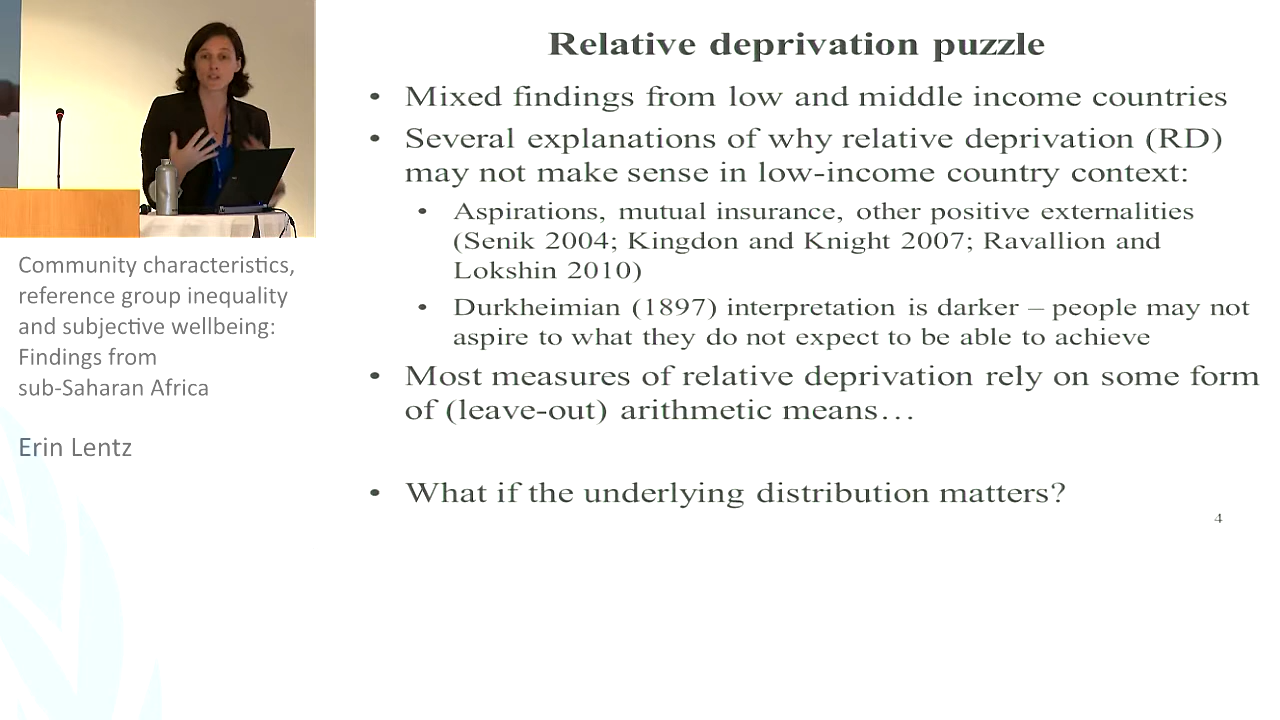 Relative deprivation puzzle
• Mixed findings from low and middle income countries
• Several explanations of why relative deprivation (RD)
may not make sense in low-income country context:
• Aspirations, mutual insurance, other positive externalities
(Senik 2004; Kingdon and Knight 2007; Ravallion and
Lokshin 2010)
• Durkheimian (1897) interpretation is darker – people may not
aspire to what they do not expect to be able to achieve
• Most measures of relative deprivation rely on some form
of (leave-out) arithmetic means…
• What if the underlying distribution matters?
4
Community characteristics,
reference group inequality
and subjective wellbeing:
Findings from
sub-Saharan Africa
Erin Lentz